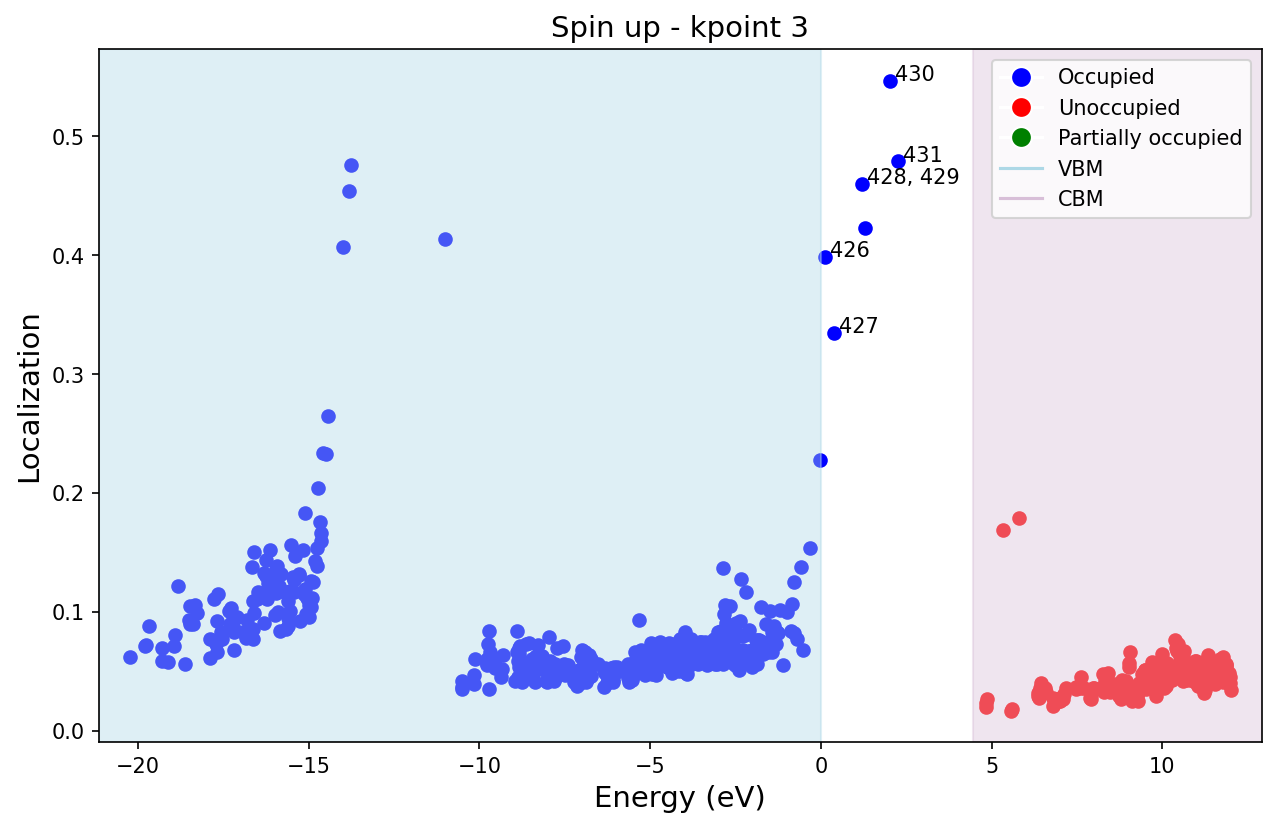 Spin up - kpoint 3
Localization
0.5
0.4
0.3
0.2
0.1
0.0
430
431
428, 429
426
427
Occupied
Unoccupied
Partially occupied
VBM
CBM
−20
−15
−10
−5
0
5
10
Energy (eV)